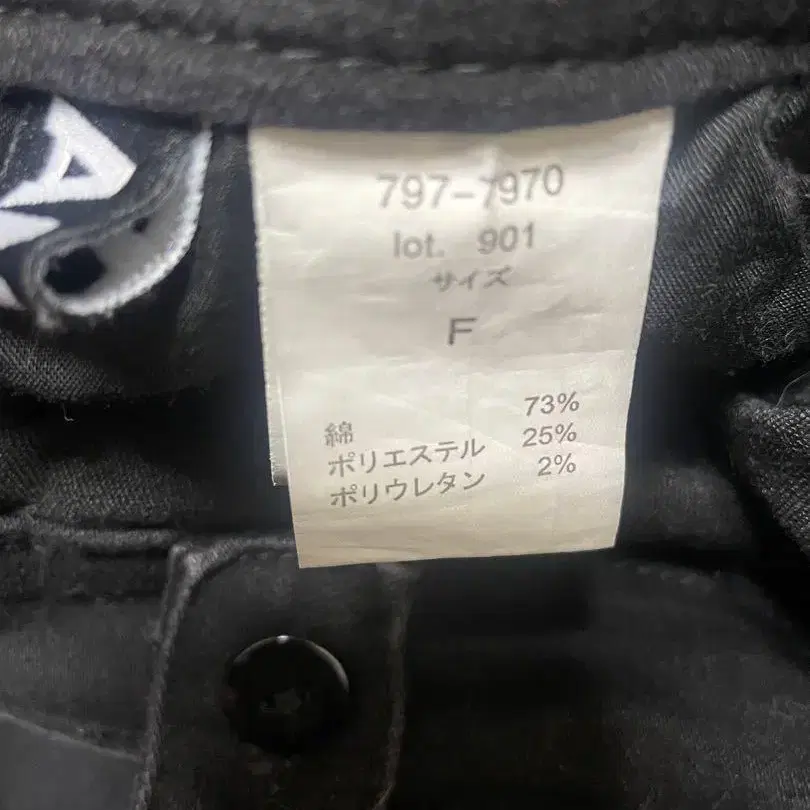 797-7970
lot. 901
サイズ
F
綿 73%
ポリエステル 25%
ポリウレタン 2%